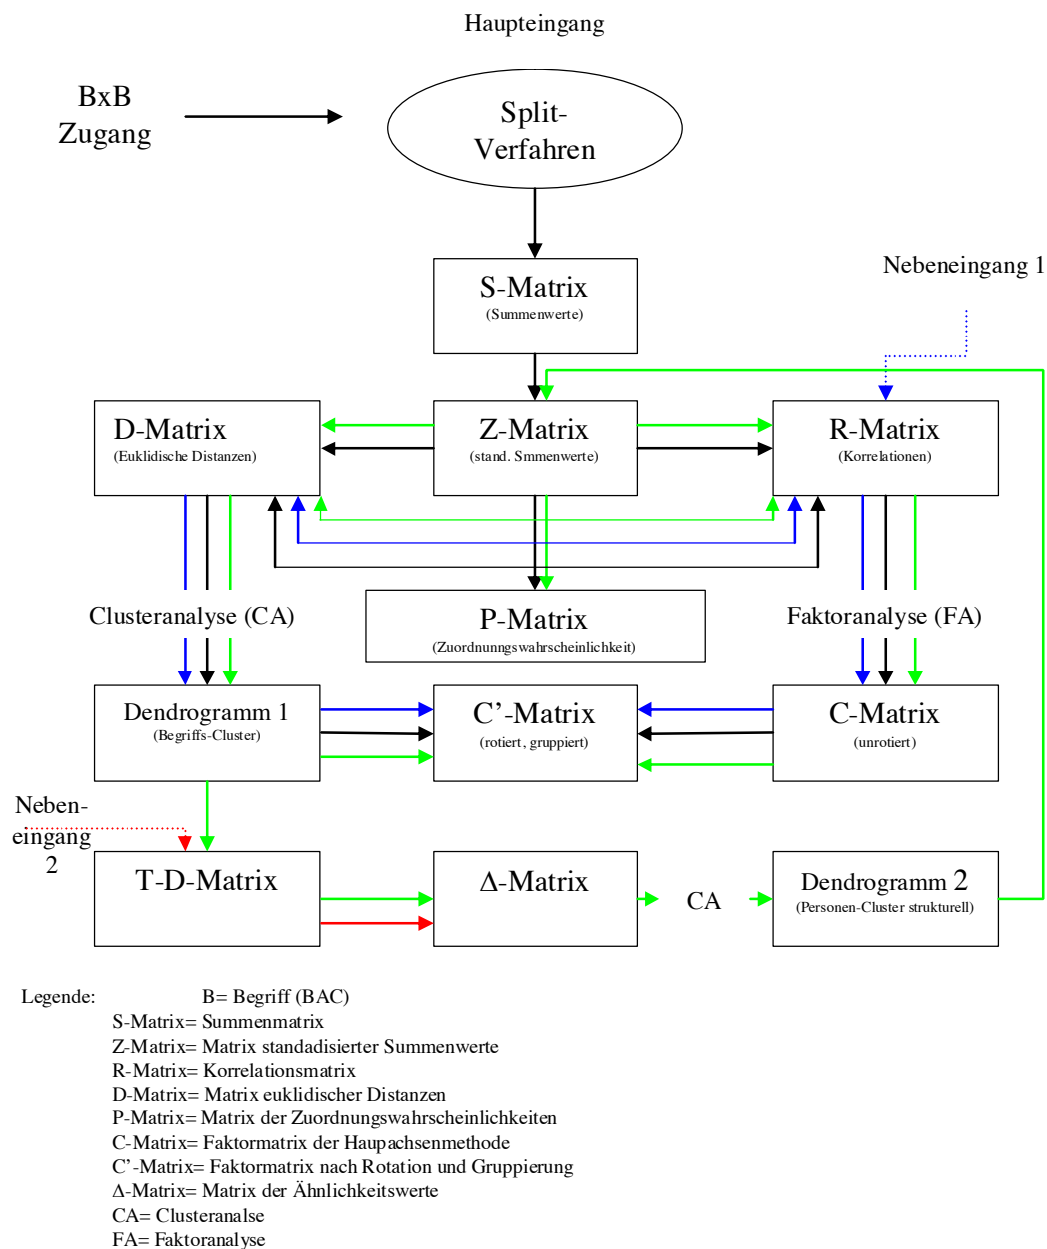 Haupteingang
BxB
Zugang
Split-
Verfahren
S-Matrix
(Summenwerte)
Nebeneingang 1
D-Matrix
(Euklidische Distanzen)
Z-Matrix
(stand. Smmenwerte)
R-Matrix
(Korrelationen)
Clusteranalyse (CA)
P-Matrix
(Zuordnunngswahrscheinlichkeit)
Faktoranalyse (FA)
Dendrogramm 1
(Begriffs-Cluster)
C’-Matrix
(rotiert, gruppiert)
C-Matrix
(unrotiert)
Neben-
eingang
2
T-D-Matrix
Δ-Matrix
CA
Dendrogramm 2
(Personen-Cluster strukturell)
Legende: B= Begriff (BAC)
S-Matrix= Summenmatrix
Z-Matrix= Matrix standadisierter Summenwerte
R-Matrix= Korrelationsmatrix
D-Matrix= Matrix euklidischer Distanzen
P-Matrix= Matrix der Zuordnungswahrscheinlichkeiten
C-Matrix= Faktormatrix der Haupachsenmethode
C’-Matrix= Faktormatrix nach Rotation und Gruppierung
Δ-Matrix= Matrix der Ähnlichkeitswerte
CA= Clusteranalse
FA= Faktoranalyse